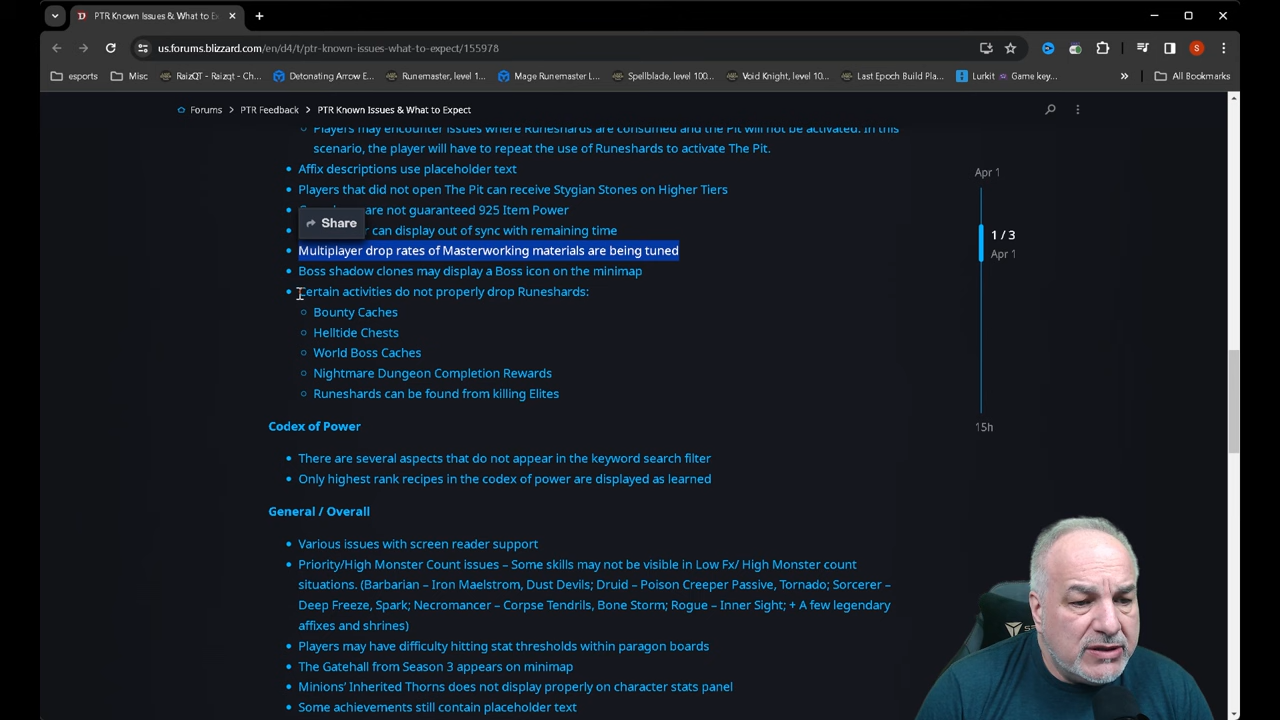 PTR Known Issues & What to Ex
us.forums.blizzard.com/en/d4/t/ptr-known-issues-what-to-expect/155978
S
esports
Misc
RaizQT - Raizqt - Ch...
Detonating Arrow E...
Runemaster, level 1...
Mage Runemaster L...
Spellblade, level 100...
Void Knight, level 10...
Last Epoch Build Pla...
Lurkit Game key...
»
All Bookmarks
Forums > PTR Feedback > PTR Known Issues & What to Expect
Players may encounter issues where Runeshards are consumed and the Pit will not be activated. In this
scenario, the player will have to repeat the use of Runeshards to activate The Pit.
Affix descriptions use placeholder text
Players that did not open The Pit can receive Stygian Stones on Higher Tiers
are not guaranteed 925 Item Power
Share
can display out of sync with remaining time
Multiplayer drop rates of Masterworking materials are being tuned
Boss shadow clones may display a Boss icon on the minimap
Certain activities do not properly drop Runeshards:
Bounty Caches
Helltide Chests
World Boss Caches
Nightmare Dungeon Completion Rewards
Runeshards can be found from killing Elites
Codex of Power
There are several aspects that do not appear in the keyword search filter
Only highest rank recipes in the codex of power are displayed as learned
General / Overall
Various issues with screen reader support
Priority/High Monster Count issues – Some skills may not be visible in Low Fx/ High Monster count
situations. (Barbarian – Iron Maelstrom, Dust Devils; Druid – Poison Creeper Passive, Tornado; Sorcerer –
Deep Freeze, Spark; Necromancer – Corpse Tendrils, Bone Storm; Rogue – Inner Sight; + A few legendary
affixes and shrines)
Players may have difficulty hitting stat thresholds within paragon boards
The Gatehall from Season 3 appears on minimap
Minions' Inherited Thorns does not display properly on character stats panel
Some achievements still contain placeholder text
Apr 1
1 / 3
Apr 1
15h